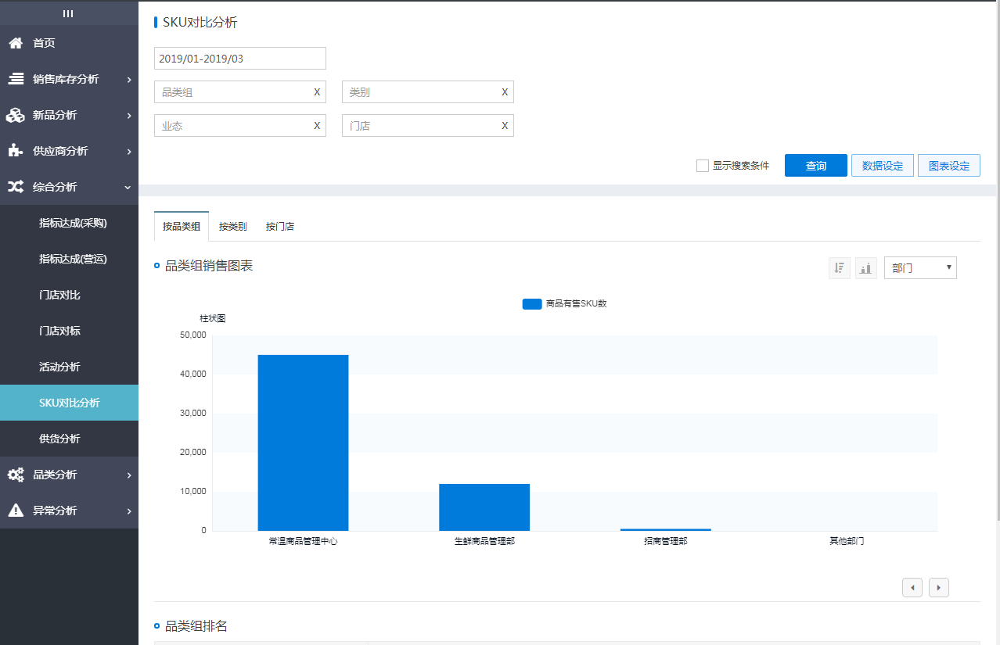 首页
销售库存分析
新品分析
供应商分析
综合分析
指标达成(采购)
指标达成(营运)
门店对比
门店对标
活动分析
SKU对比分析
供货分析
品类分析
异常分析
SKU对比分析
2019/01-2019/03
品类组 X
类别 X
业态 X
门店 X
显示搜索条件
查询
数据设定
图表设定
按品类组
按类别
按门店
品类组销售图表
部门
商品有售SKU数
柱状图
50,000
40,000
30,000
20,000
10,000
0
常温商品管理中心
生鲜商品管理部
招商管理部
其他部门
品类组排名